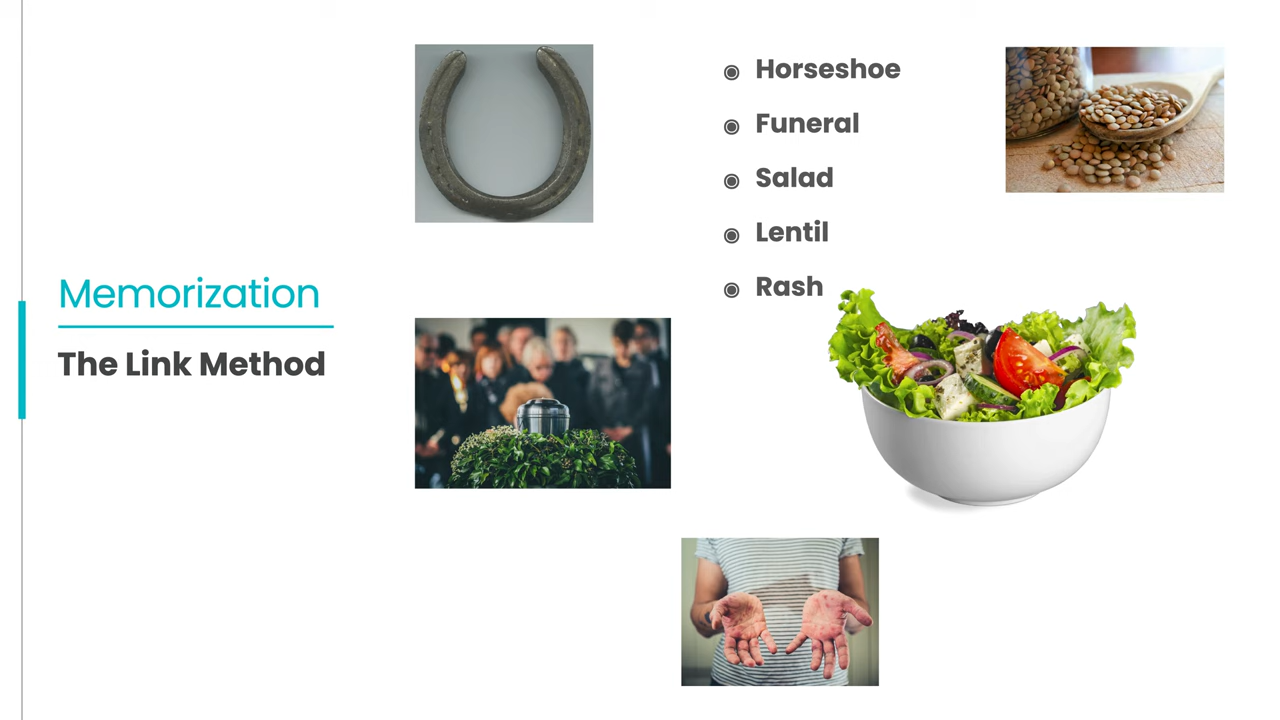 Memorization
The Link Method
Horseshoe
Funeral
Salad
Lentil
Rash